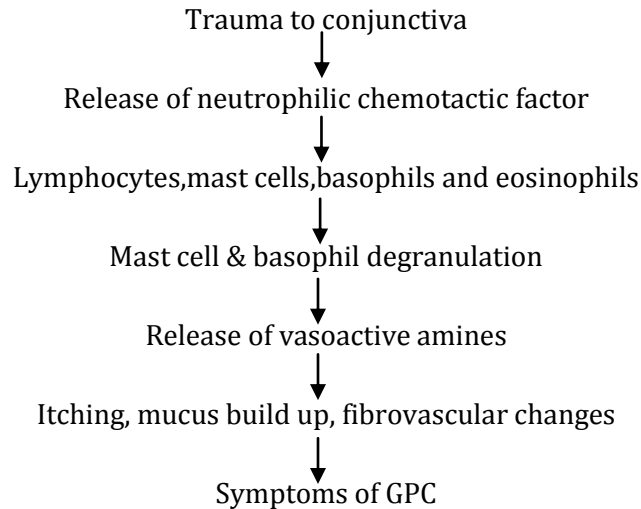 Trauma to conjunctiva
Release of neutrophilic chemotactic factor
Lymphocytes,mast cells,basophils and eosinophils
Mast cell & basophil degranulation
Release of vasoactive amines
Itching, mucus build up, fibrovascular changes
Symptoms of GPC